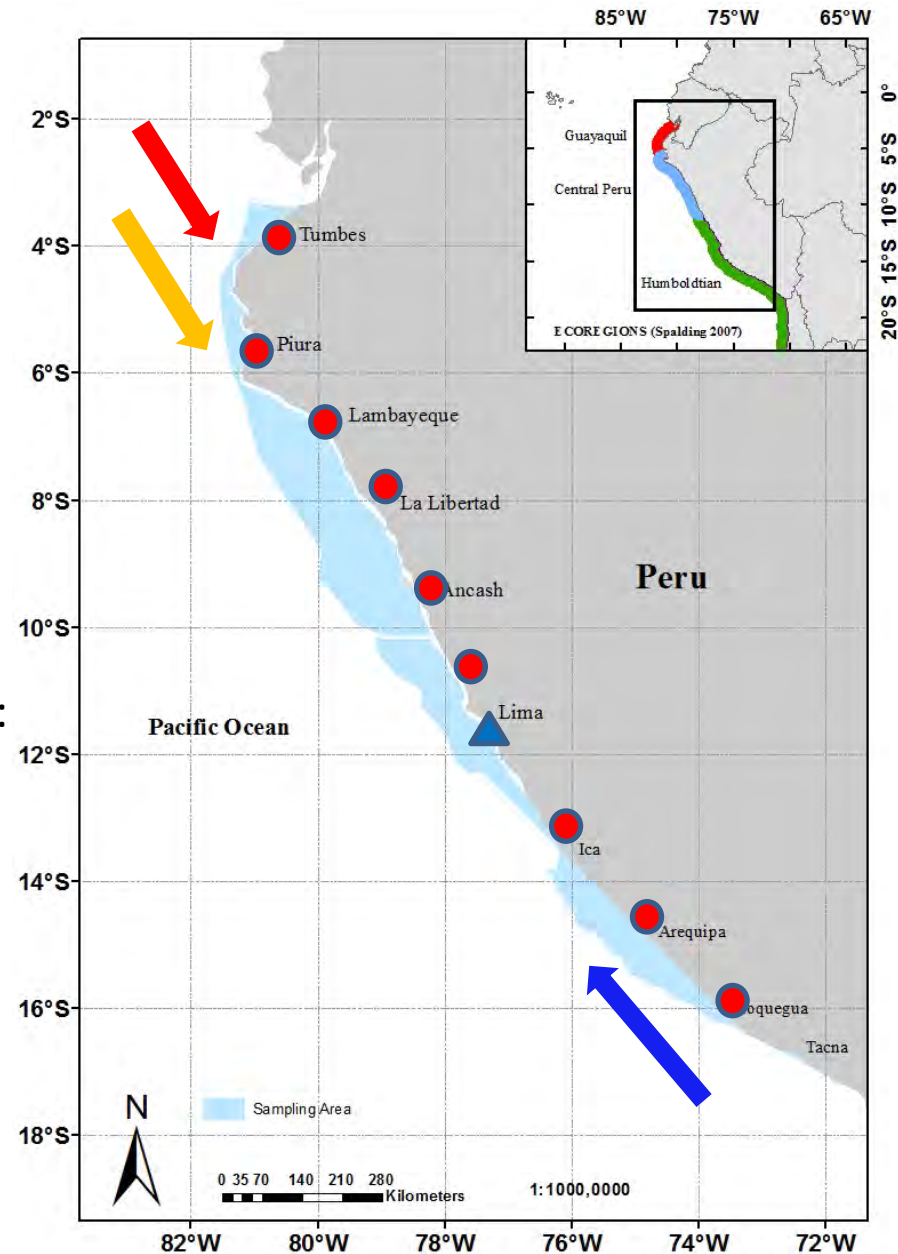 85°W 75°W 65°W
0°
5°S
10°S
15°S
20°S
Guayaquil
Central Peru
Humboldtian
ECOREGIONS (Spalding 2007)
2°S
4°S
6°S
8°S
10°S
12°S
14°S
16°S
18°S
Tumbes
Piura
Lambayeque
La Libertad
Ancash
Peru
Lima
Pacific Ocean
:
Ica
Arequipa
oquegua
Tacna
N
Sampling Area
0 35 70 140 210 280
Kilometers
1:1000,0000
82°W 80°W 78°W 76°W 74°W 72°W